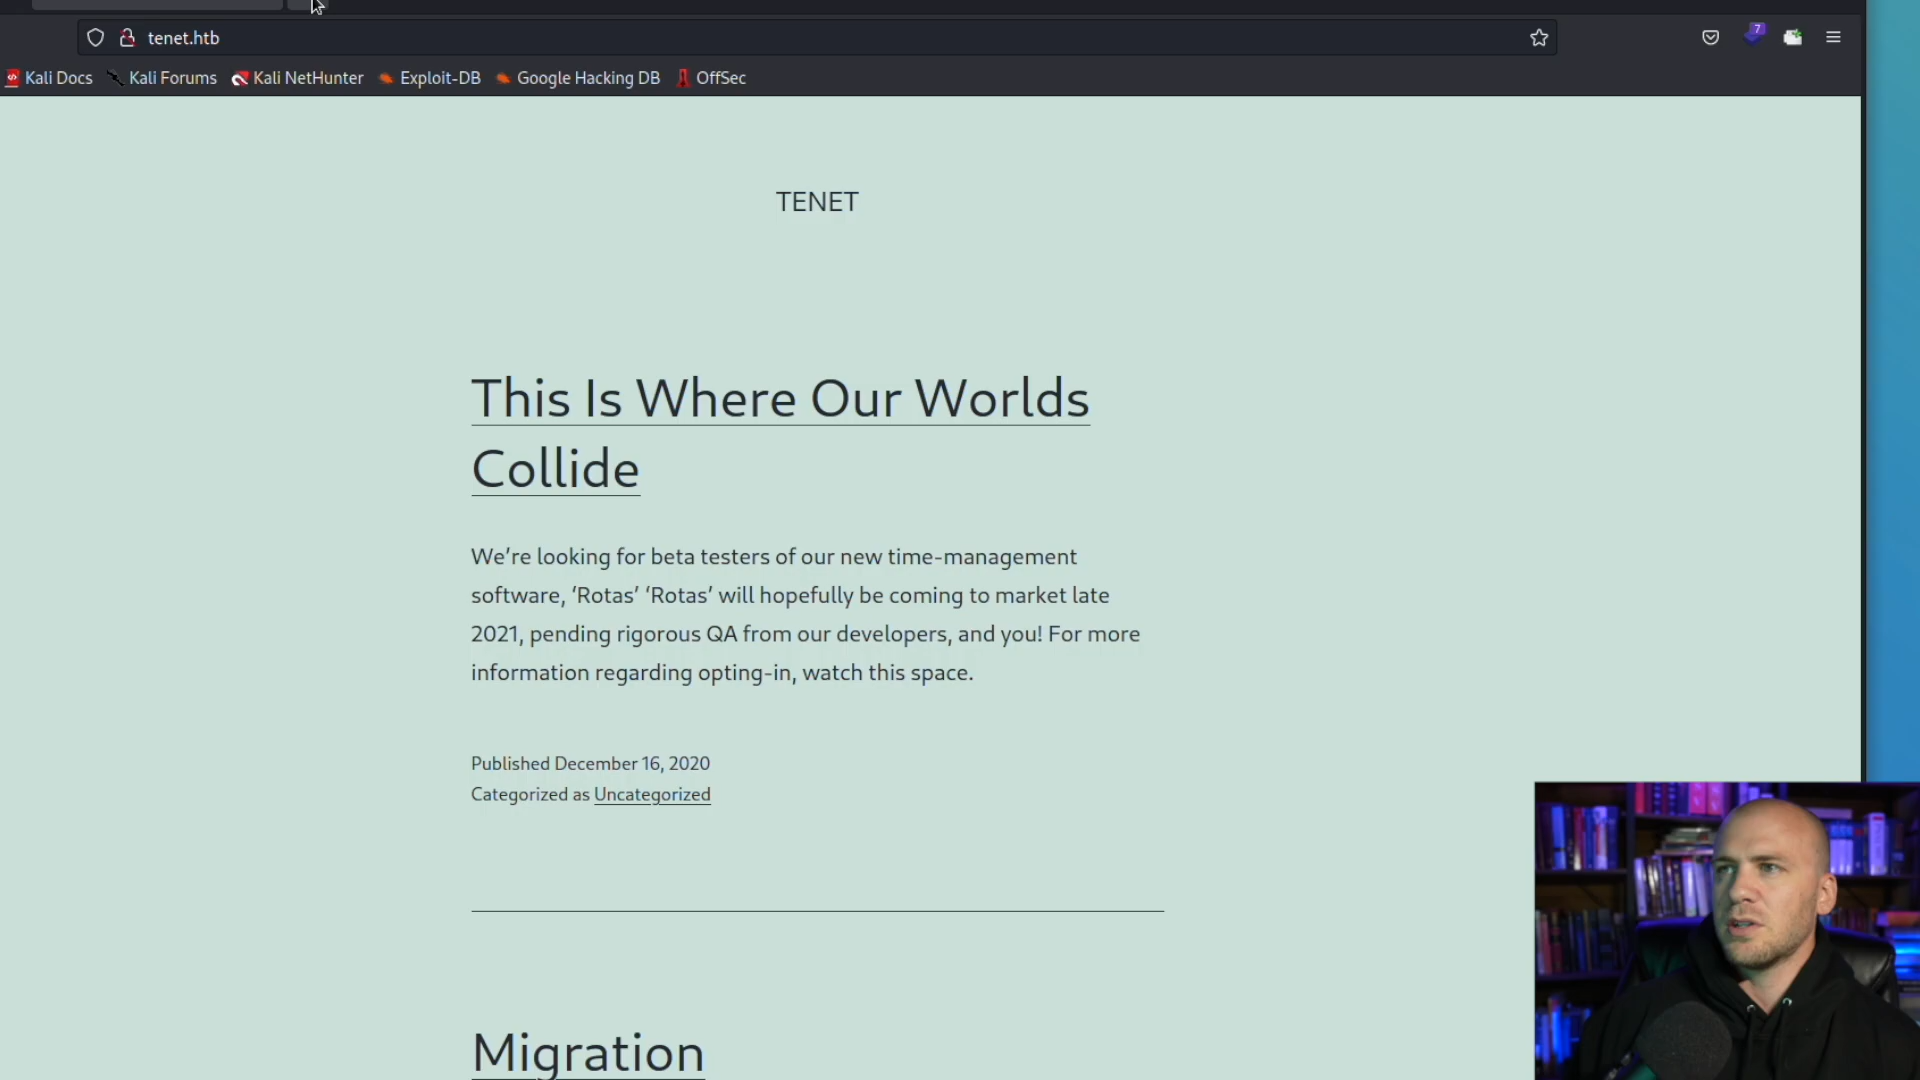 tenet.htb
7
Kali Docs Kali Forums Kali NetHunter Exploit-DB Google Hacking DB OffSec
TENET
This Is Where Our Worlds
Collide
We’re looking for beta testers of our new time-management
software, ‘Rotas’ ‘Rotas’ will hopefully be coming to market late
2021, pending rigorous QA from our developers, and you! For more
information regarding opting-in, watch this space.
Published December 16, 2020
Categorized as Uncategorized
Migration